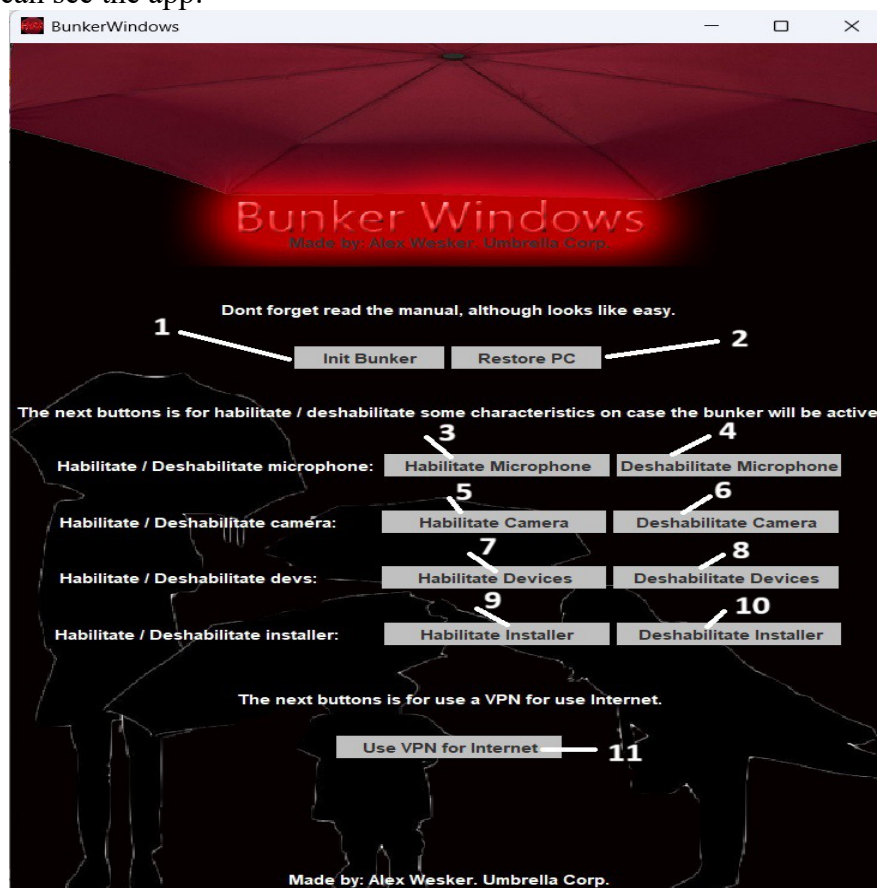 can see the app.
BunkerWindows
Bunker Windows
Made by: Alex Wesker. Umbrella Corp.
Dont forget read the manual, although looks like easy.
1
2
Init Bunker Restore PC
The next buttons is for habilitate / deshabilitate some characteristics on case the bunker will be active
3 4
Habilitate / Deshabilitate microphone: Habilitate Microphone Deshabilitate Microphone
5 6
Habilitate / Deshabilitate camera: Habilitate Camera Deshabilitate Camera
7 8
Habilitate / Deshabilitate devs: Habilitate Devices Deshabilitate Devices
9 10
Habilitate / Deshabilitate installer: Habilitate Installer Deshabilitate Installer
The next buttons is for use a VPN for use Internet.
Use VPN for Internet 11
Made by: Alex Wesker. Umbrella Corp.